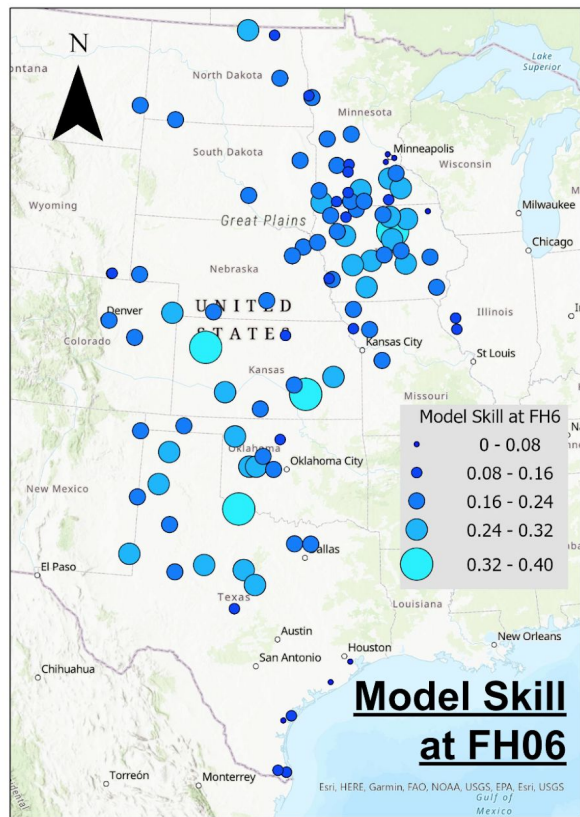 N
Lake
Superior
ontana
North Dakota
Minnesota
Minneapolis
Wisconsin
South Dakota
Wyoming
Milwaukee
Great Plains
Chicago
Nebraska
Denver
UNITED
STATES
Illinois
Colorado
Kansas City
St Louis
Kansas
Missouri
Model Skill at FH6
0 - 0.08
0.08 - 0.16
0.16 - 0.24
0.24 - 0.32
0.32 - 0.40
Oklahoma
Oklahoma City
New Mexico
Dallas
El Paso
Texas
Louisiana
Austin
Houston
New Orleans
San Antonio
Chihuahua
Model Skill
at FH06
Torreón
Monterrey
Esri, HERE, Garmin, FAO, NOAA, USGS, EPA, Esri, USGS
Gulf of
Mexico